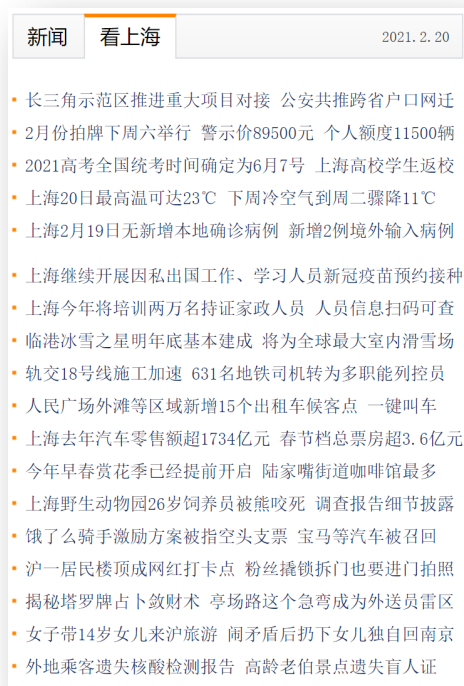 新闻 看上海 2021.2.20
长三角示范区推进重大项目对接 公安共推跨省户口网迁
2月份拍牌下周六举行 警示价89500元 个人额度11500辆
2021高考全国统考时间确定为6月7号 上海高校学生返校
上海20日最高温可达23℃ 下周冷空气到周二骤降11℃
上海2月19日无新增本地确诊病例 新增2例境外输入病例
上海继续开展因私出国工作、学习人员新冠疫苗预约接种
上海今年将培训两万名持证家政人员 人员信息扫码可查
临港冰雪之星明年底基本建成 将为全球最大室内滑雪场
轨交18号线施工加速 631名地铁司机转为多职能列控员
人民广场外滩等区域新增15个出租车候客点 一键叫车
上海去年汽车零售额超1734亿元 春节档总票房超3.6亿元
今年早春赏花季已经提前开启 陆家嘴街道咖啡馆最多
上海野生动物园26岁饲养员被熊咬死 调查报告细节披露
饿了么骑手激励方案被指空头支票 宝马等汽车被召回
沪一居民楼顶成网红打卡点 粉丝撬锁拆门也要进门拍照
揭秘塔罗牌占卜敛财术 亭场路这个急弯成为外送员雷区
女子带14岁女儿来沪旅游 闹矛盾后扔下女儿独自回南京
外地乘客遗失核酸检测报告 高龄老伯景点遗失盲人证